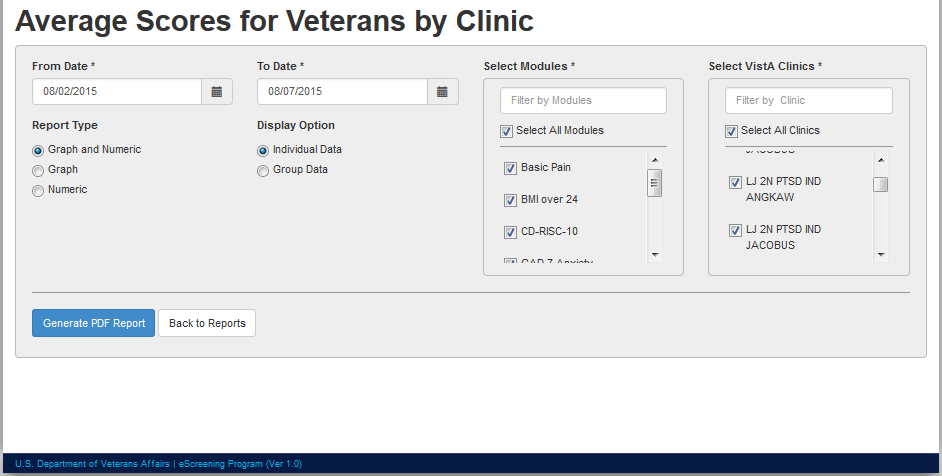 Average Scores for Veterans by Clinic
From Date *
To Date *
Select Modules *
Select VistA Clinics *
08/02/2015
08/07/2015
Filter by Modules
Filter by Clinic
Select All Modules
Select All Clinics
Report Type
Display Option
Graph and Numeric
Graph
Numeric
Individual Data
Group Data
Basic Pain
BMI over 24
CD-RISC-10
GAD 7 Anxiety
JACOBUS
LJ 2N PTSD IND
ANGKAW
LJ 2N PTSD IND
JACOBUS
Generate PDF Report
Back to Reports
U.S. Department of Veterans Affairs | eScreening Program (Ver 1.0)